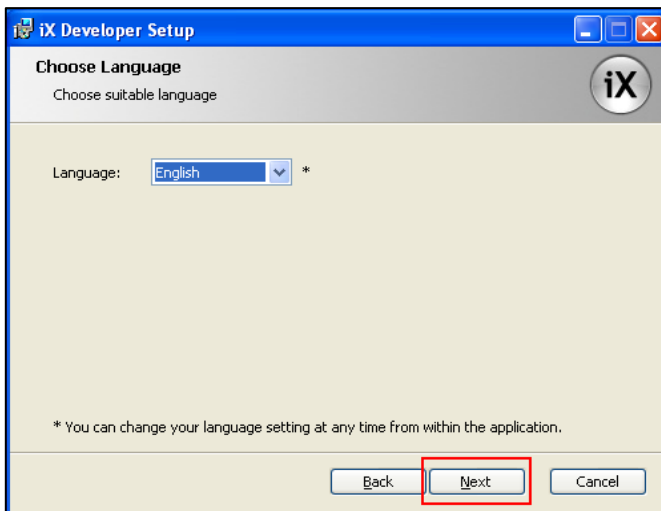 iX Developer Setup
Choose Language
Choose suitable language
iX
Language: English *
* You can change your language setting at any time from within the application.
Back Next Cancel